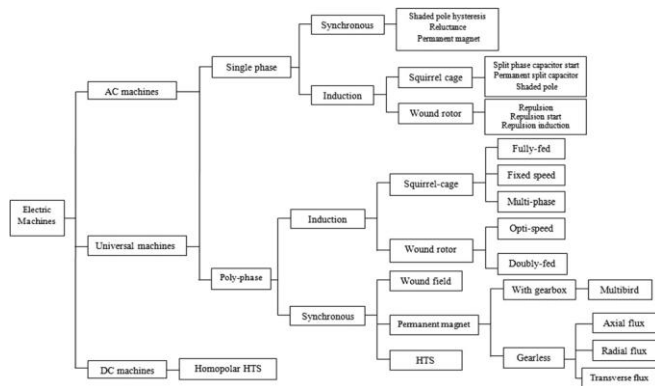 Electric
Machines
AC machines
Universal machines
DC machines
Homopolar HTS
Single phase
Poly-phase
Synchronous
Shaded pole hysteresis
Reluctance
Permanent magnet
Induction
Squirrel cage
Split phase capacitor start
Permanent split capacitor
Shaded pole
Wound rotor
Repulsion
Repulsion start
Repulsion induction
Induction
Squirrel-cage
Fully-fed
Fixed speed
Multi-phase
Wound rotor
Opti-speed
Doubly-fed
Synchronous
Wound field
Permanent magnet
With gearbox
Multibird
Gearless
Axial flux
Radial flux
Transverse flux
HTS